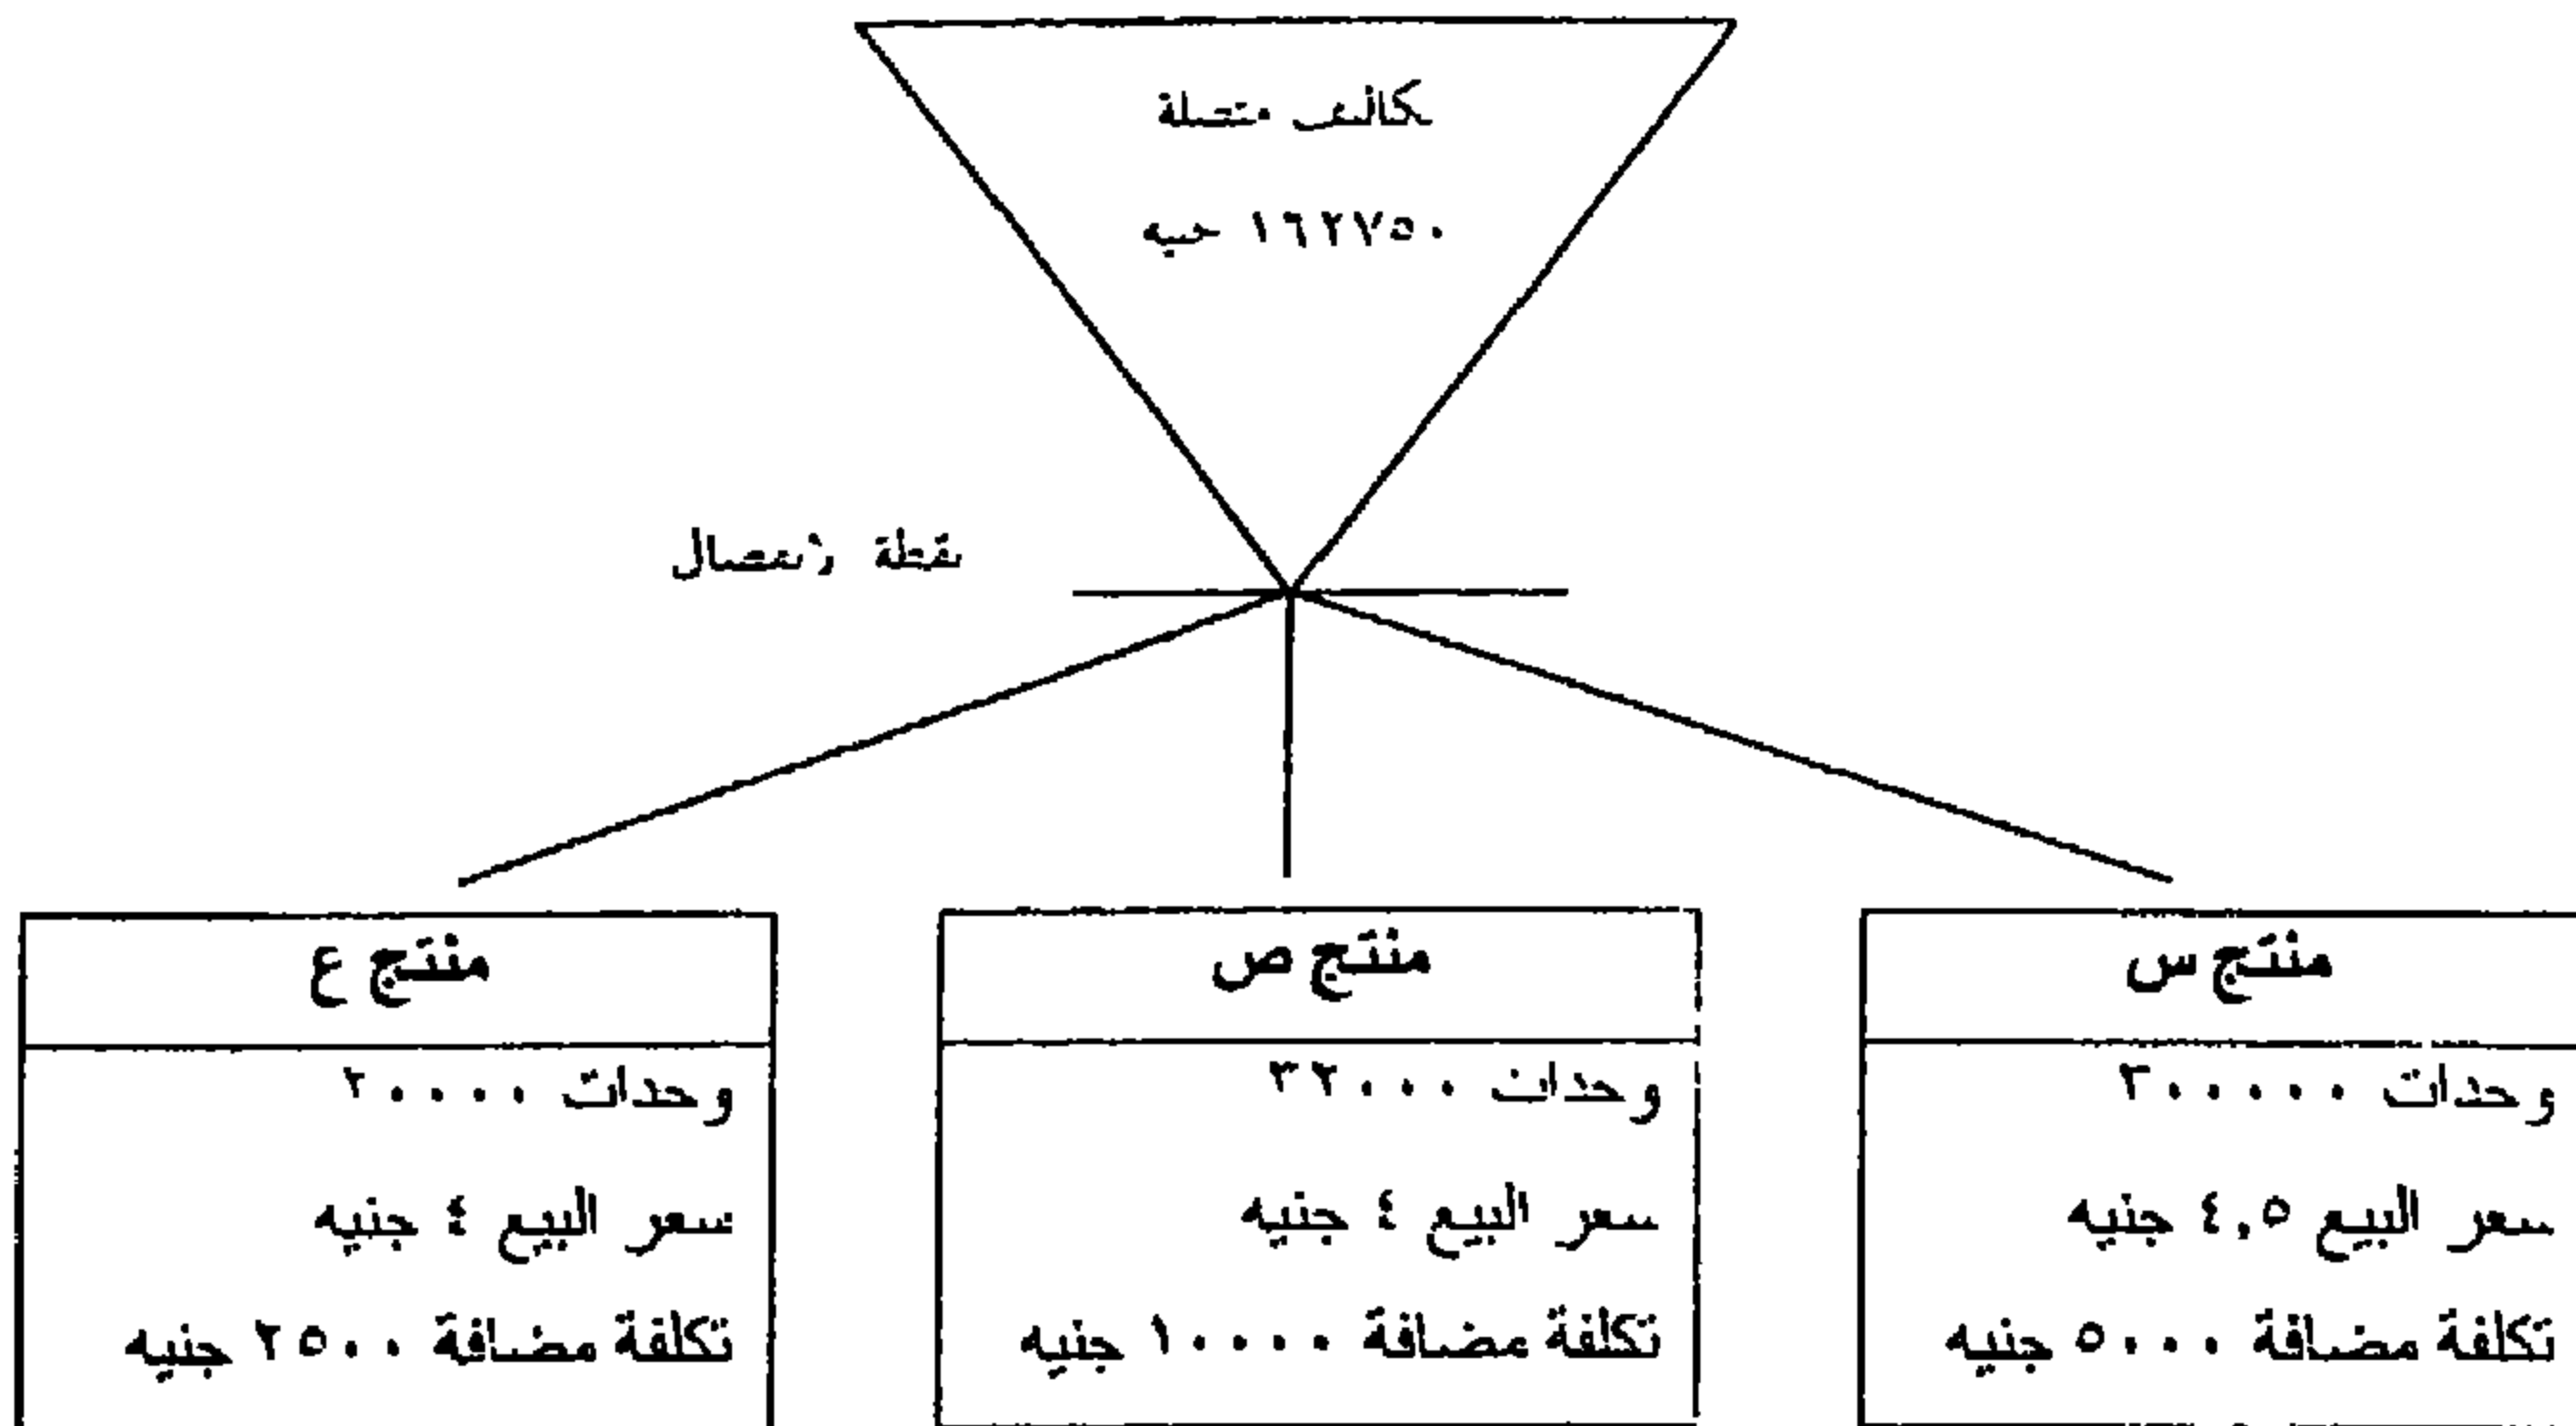 تكاليف متصلة
١٦٢٧٥٠ جنيه
نقطة الانفصال
منتج س
وحدات ٣٠٠٠٠٠
سعر البيع ٤,٥ جنيه
تكلفة مضافة ٥٠٠٠ جنيه
منتج ص
وحدات ٣٢٠٠٠
سعر البيع ٤ جنيه
تكلفة مضافة ١٠٠٠٠ جنيه
منتج ع
وحدات ٢٠٠٠٠
سعر البيع ٤ جنيه
تكلفة مضافة ٢٥٠٠ جنيه